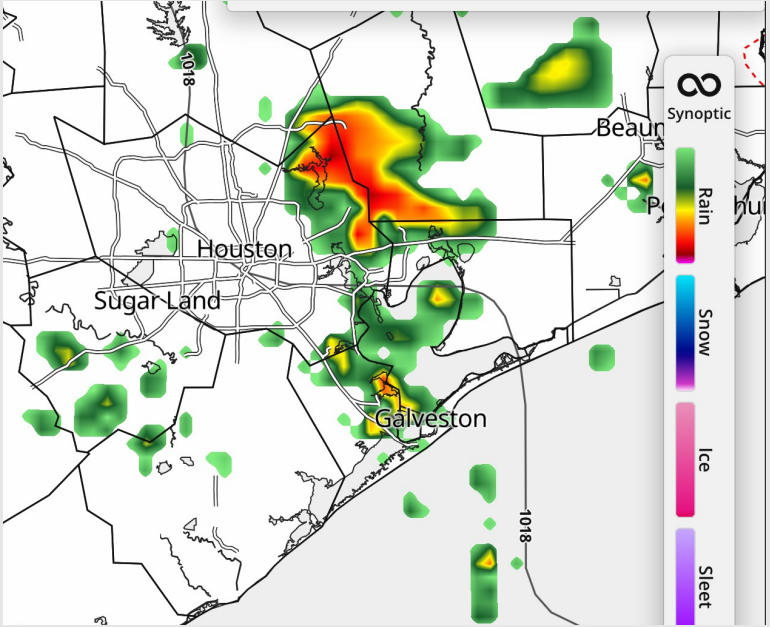 1018
Synoptic
Beaum
Rain
Houston
Sugar Land
Snow
Galveston
Ice
1018
Sleet